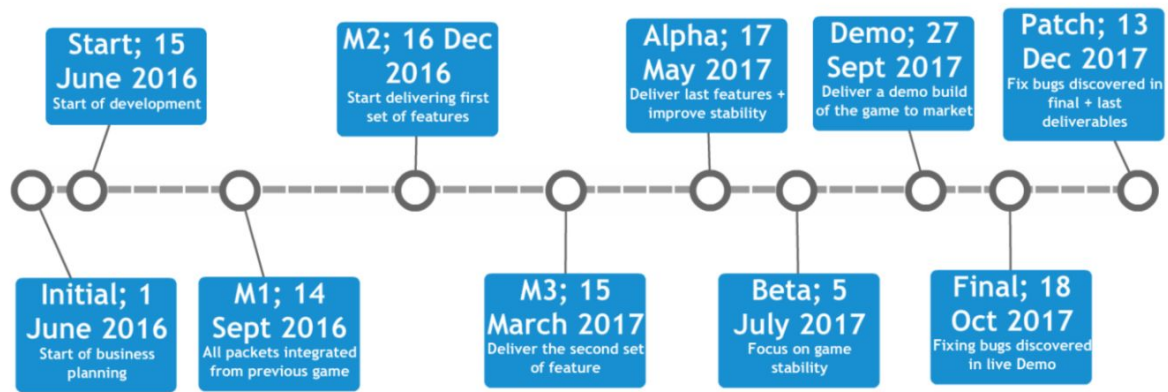 Start; 15
June 2016
Start of development
M2; 16 Dec
2016
Start delivering first
set of features
Alpha; 17
May 2017
Deliver last features +
improve stability
Demo; 27
Sept 2017
Deliver a demo build
of the game to market
Patch; 13
Dec 2017
Fix bugs discovered in
final + last
deliverables
Initial; 1
June 2016
Start of business
planning
M1; 14
Sept 2016
All packets integrated
from previous game
M3; 15
March 2017
Deliver the second set
of feature
Beta; 5
July 2017
Focus on game
stability
Final; 18
Oct 2017
Fixing bugs discovered
in live Demo